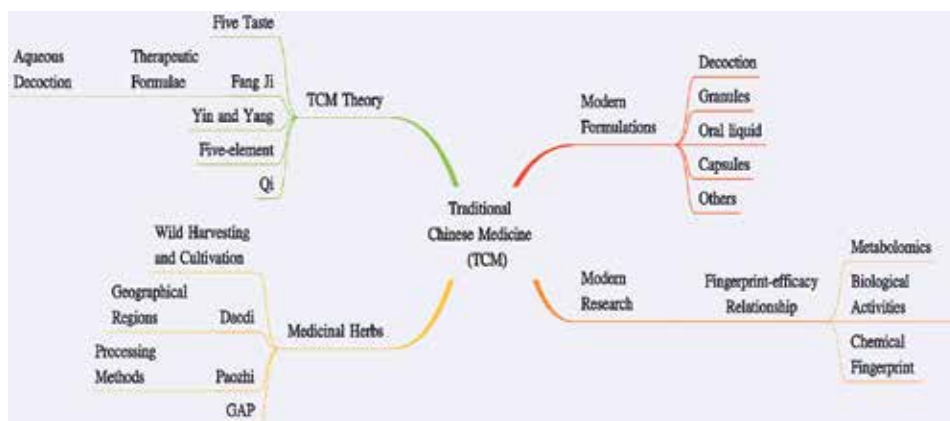 Five Taste
Aqueous
Decoction
Therapeutic
Formulae
Fang Ji
Yin and Yang
Five-element
Qi
TCM Theory
Wild Harvesting
and Cultivation
Geographical
Regions
Daodi
Processing
Methods
Paozhi
GAP
Medicinal Herbs
Traditional
Chinese Medicine
(TCM)
Modern
Formulations
Decoction
Granules
Oral liquid
Capsules
Others
Modern
Research
Fingerprint-efficacy
Relationship
Metabolomics
Biological
Activities
Chemical
Fingerprint